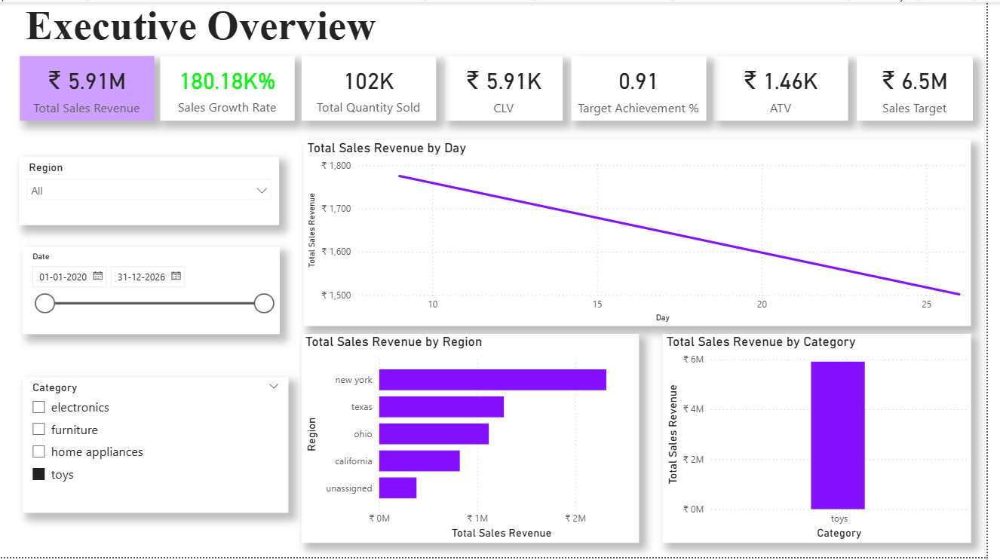 Executive Overview
₹ 5.91M
Total Sales Revenue
180.18K%
Sales Growth Rate
102K
Total Quantity Sold
₹ 5.91K
CLV
0.91
Target Achievement %
₹ 1.46K
ATV
₹ 6.5M
Sales Target
Region
All
Date
01-01-2020
31-12-2026
Category
electronics
furniture
home appliances
toys
Total Sales Revenue by Day
Total Sales Revenue
₹ 1,800
₹ 1,700
₹ 1,600
₹ 1,500
10 15 20 25
Day
Total Sales Revenue by Region
Region
new york
texas
ohio
california
unassigned
₹ 0M ₹ 1M ₹ 2M
Total Sales Revenue
Total Sales Revenue by Category
Total Sales Revenue
₹ 6M
₹ 4M
₹ 2M
₹ 0M
toys
Category